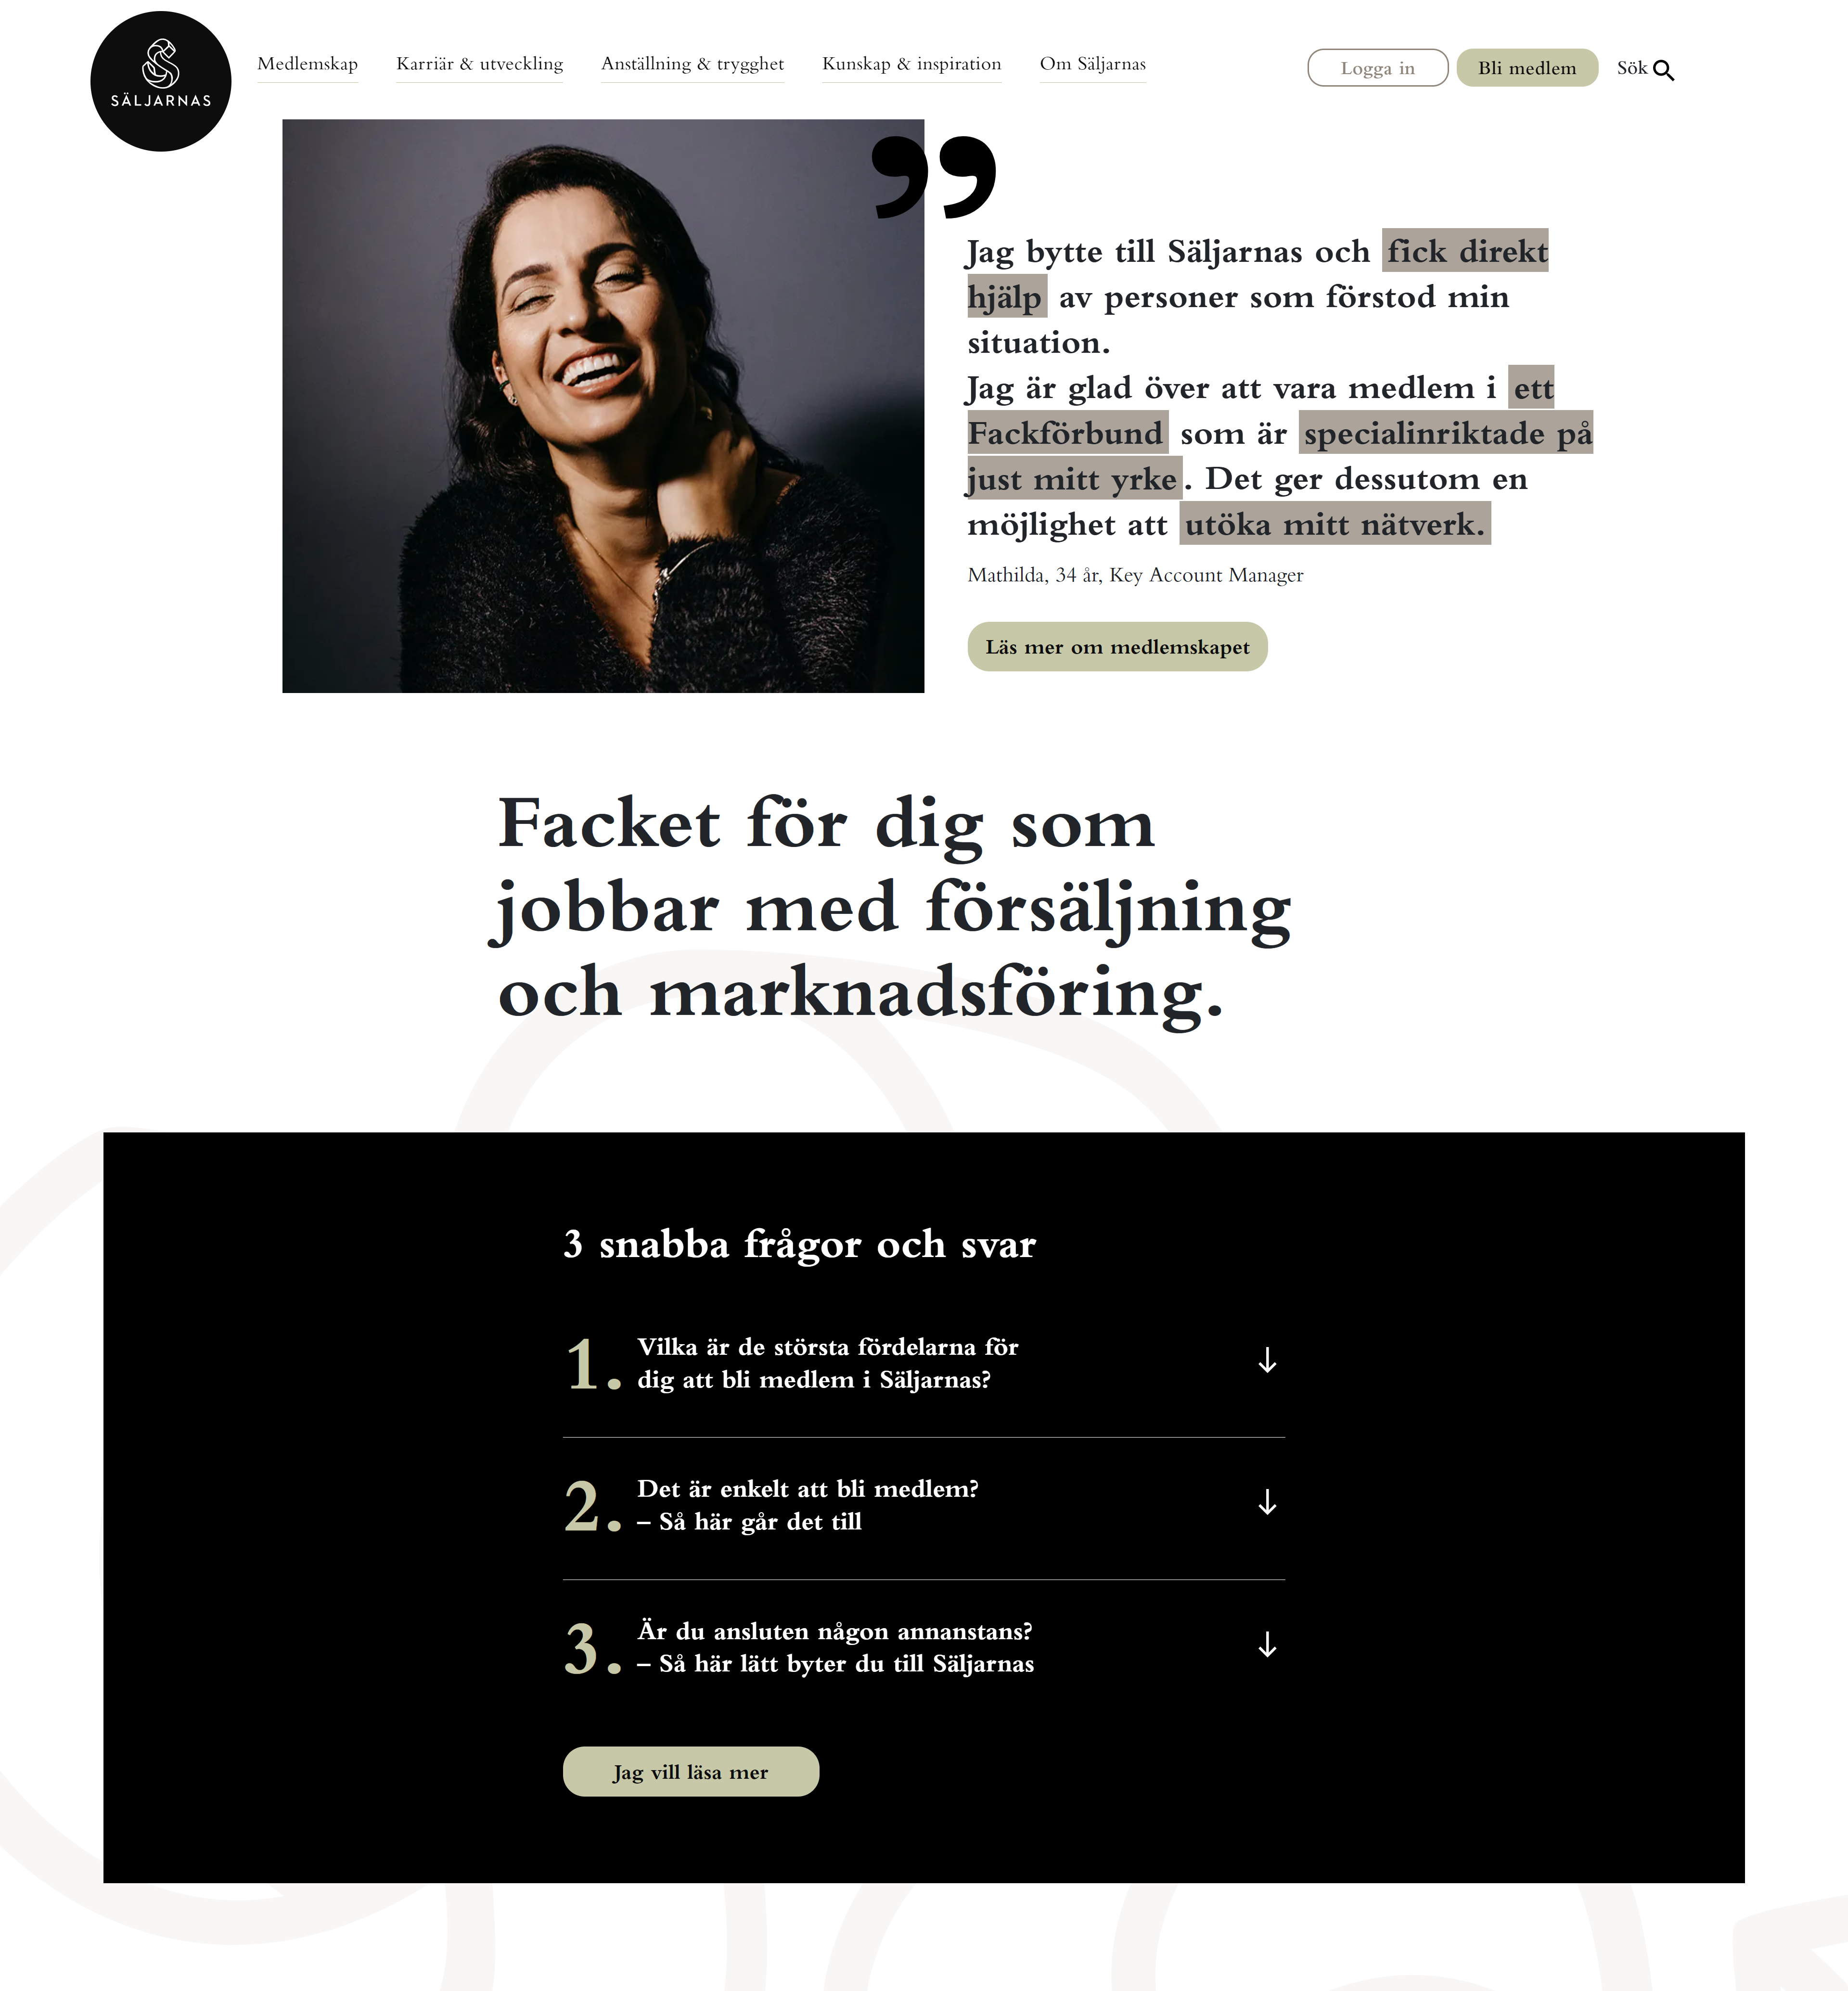 SÄLJARNAS
Medlemskap
Karriär & utveckling
Anställning & trygghet
Kunskap & inspiration
Om Säljarnas
Logga in
Bli medlem
Sök
”
Jag bytte till Säljarnas och fick direkt
hjälp av personer som förstod min
situation.
Jag är glad över att vara medlem i ett
Fackförbund som är specialinriktade på
just mitt yrke. Det ger dessutom en
möjlighet att utöka mitt nätverk.
Mathilda, 34 år, Key Account Manager
Läs mer om medlemskapet
Facket för dig som
jobbar med försäljning
och marknadsföring.
3 snabba frågor och svar
1. Vilka är de största fördelarna för
dig att bli medlem i Säljarnas?
2. Det är enkelt att bli medlem?
– Så här går det till
3. Är du ansluten någon annanstans?
– Så här lätt byter du till Säljarnas
Jag vill läsa mer